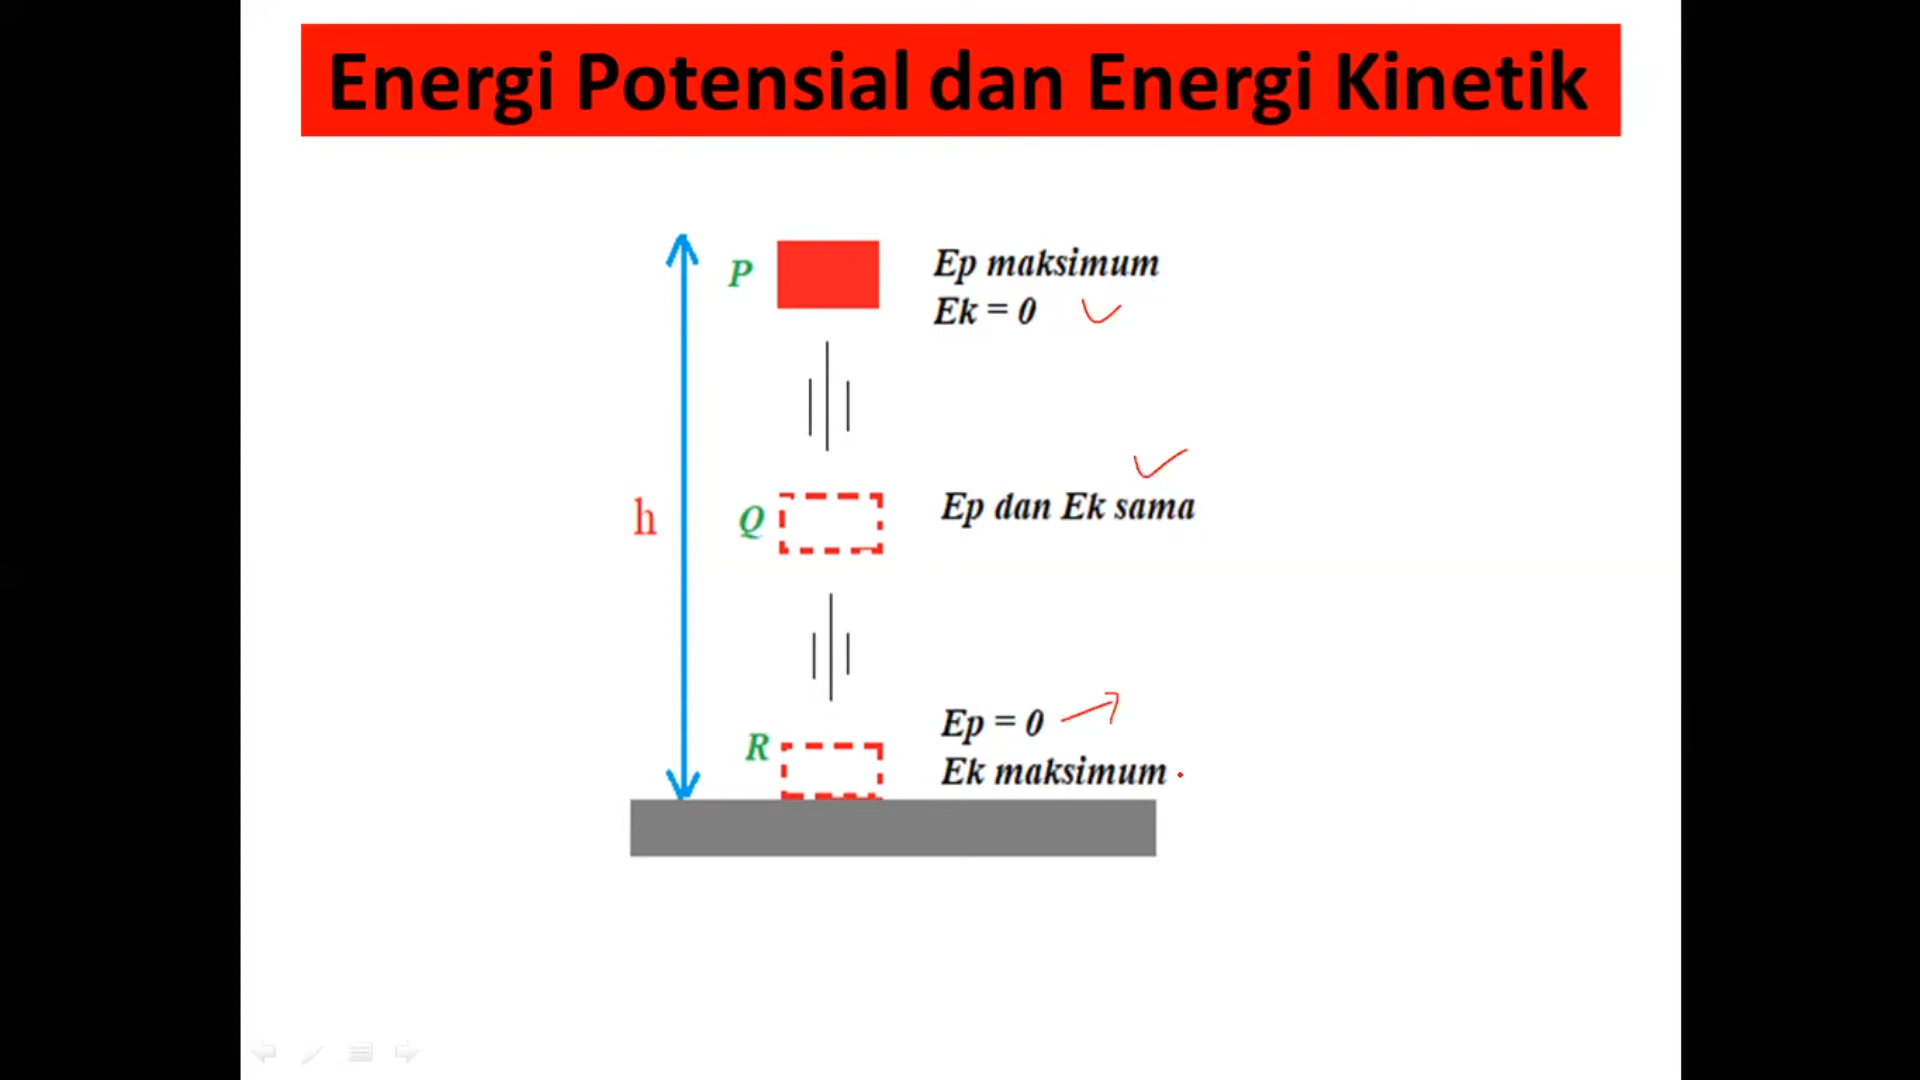 Energi Potensial dan Energi Kinetik
P
Ep maksimum
Ek = 0
h
Q
Ep dan Ek sama
R
Ep = 0
Ek maksimum